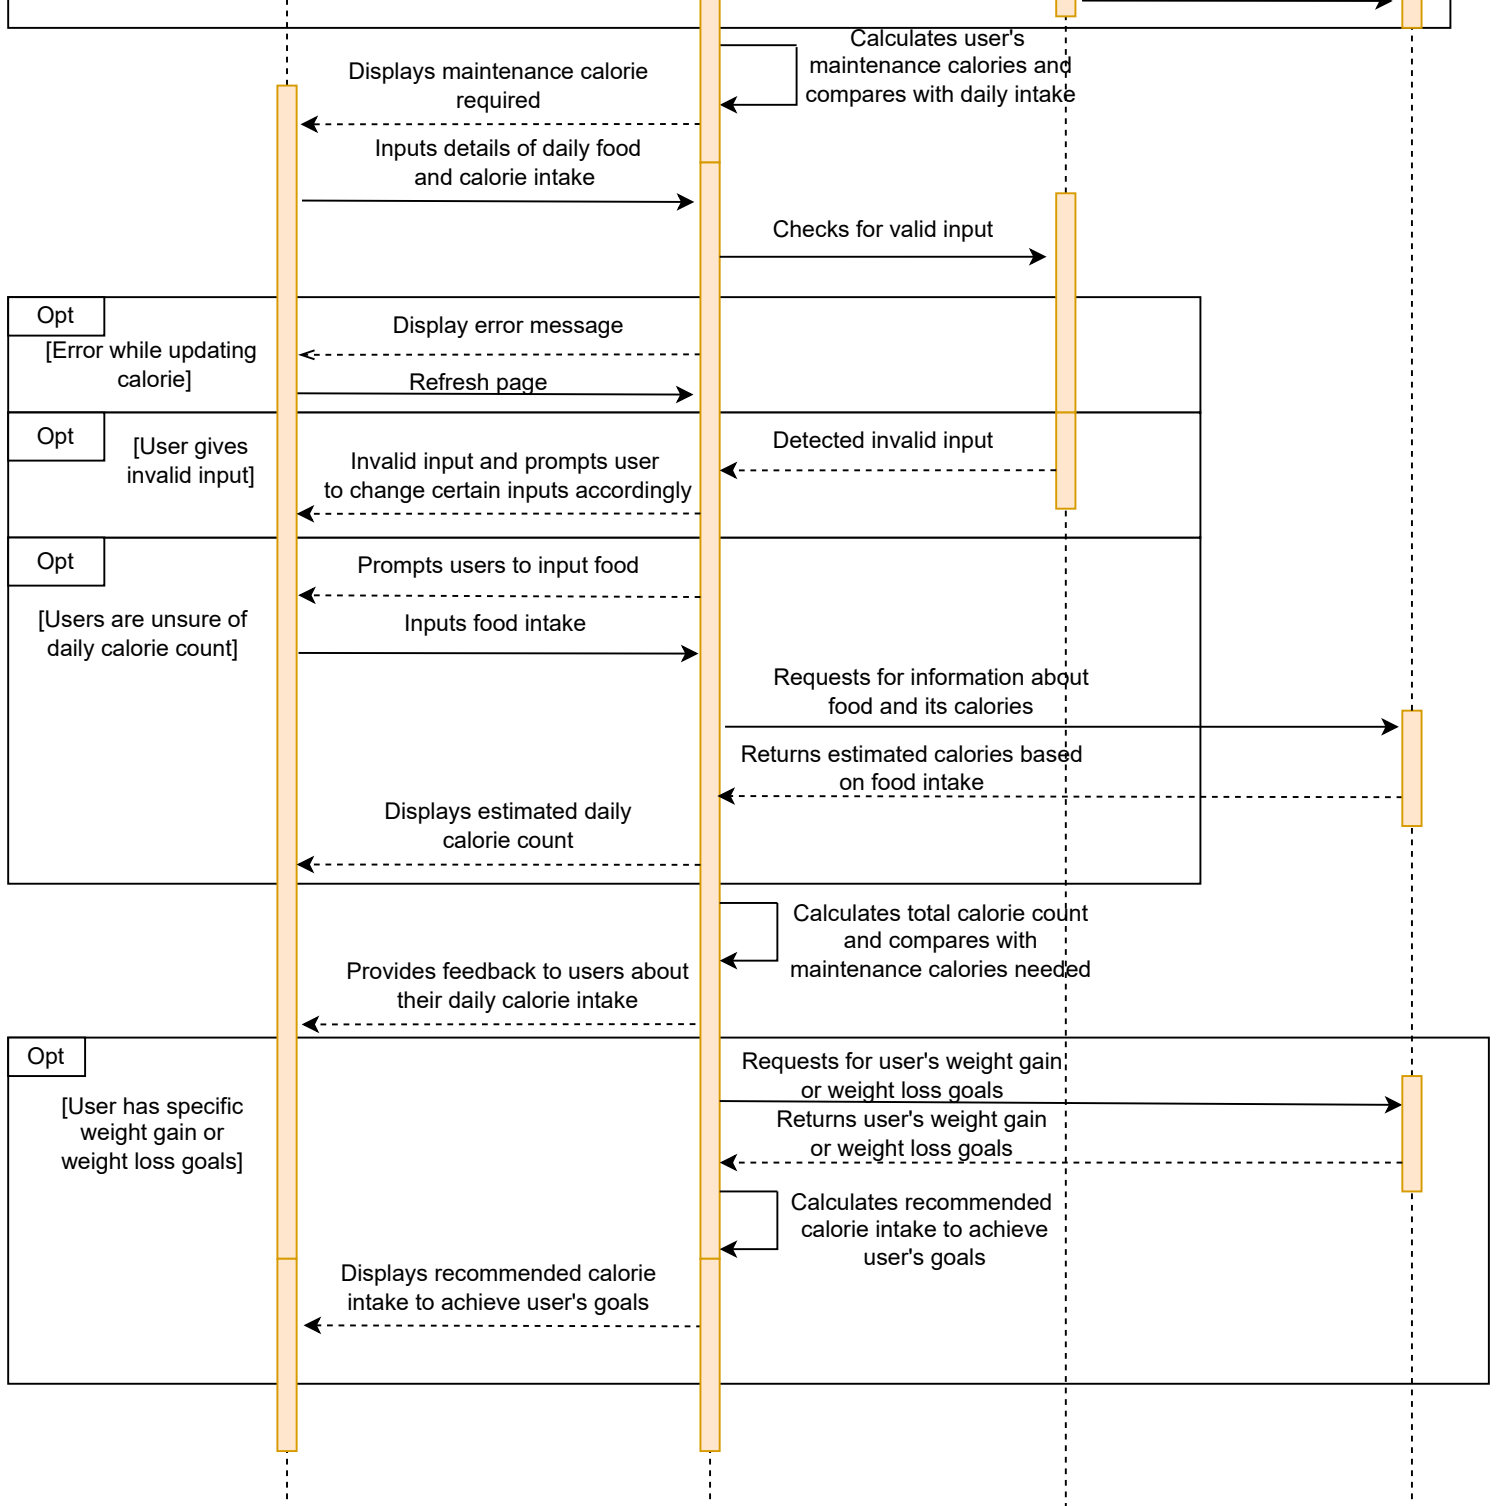 Calculates user's
maintenance calories and
compares with daily intake
Displays maintenance calorie
required
Inputs details of daily food
and calorie intake
Checks for valid input
Opt
[Error while updating
calorie]
Display error message
Refresh page
Opt
[User gives
invalid input]
Detected invalid input
Invalid input and prompts user
to change certain inputs accordingly
Opt
[Users are unsure of
daily calorie count]
Prompts users to input food
Inputs food intake
Requests for information about
food and its calories
Returns estimated calories based
on food intake
Displays estimated daily
calorie count
Calculates total calorie count
and compares with
maintenance calories needed
Provides feedback to users about
their daily calorie intake
Opt
[User has specific
weight gain or
weight loss goals]
Requests for user's weight gain
or weight loss goals
Returns user's weight gain
or weight loss goals
Calculates recommended
calorie intake to achieve
user's goals
Displays recommended calorie
intake to achieve user's goals